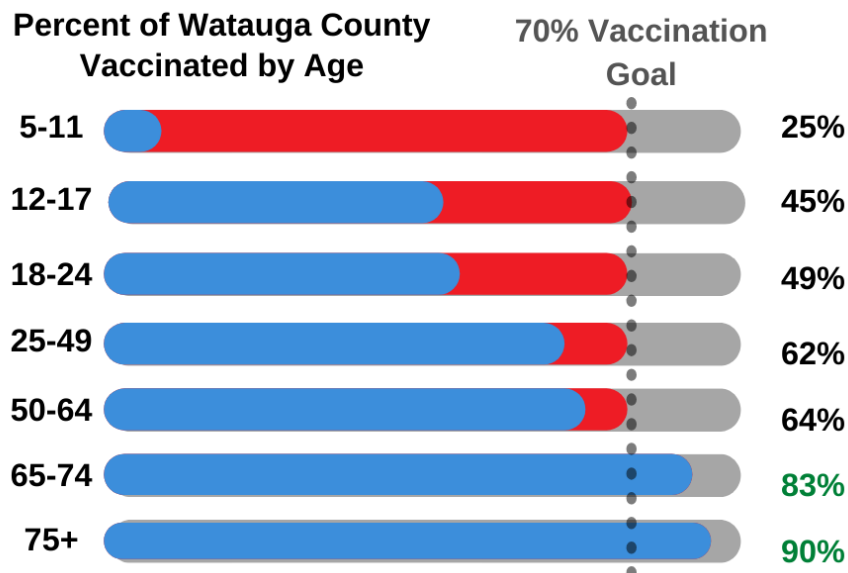 Percent of Watauga County
Vaccinated by Age
70% Vaccination
Goal
5-11 25%
12-17 45%
18-24 49%
25-49 62%
50-64 64%
65-74 83%
75+ 90%